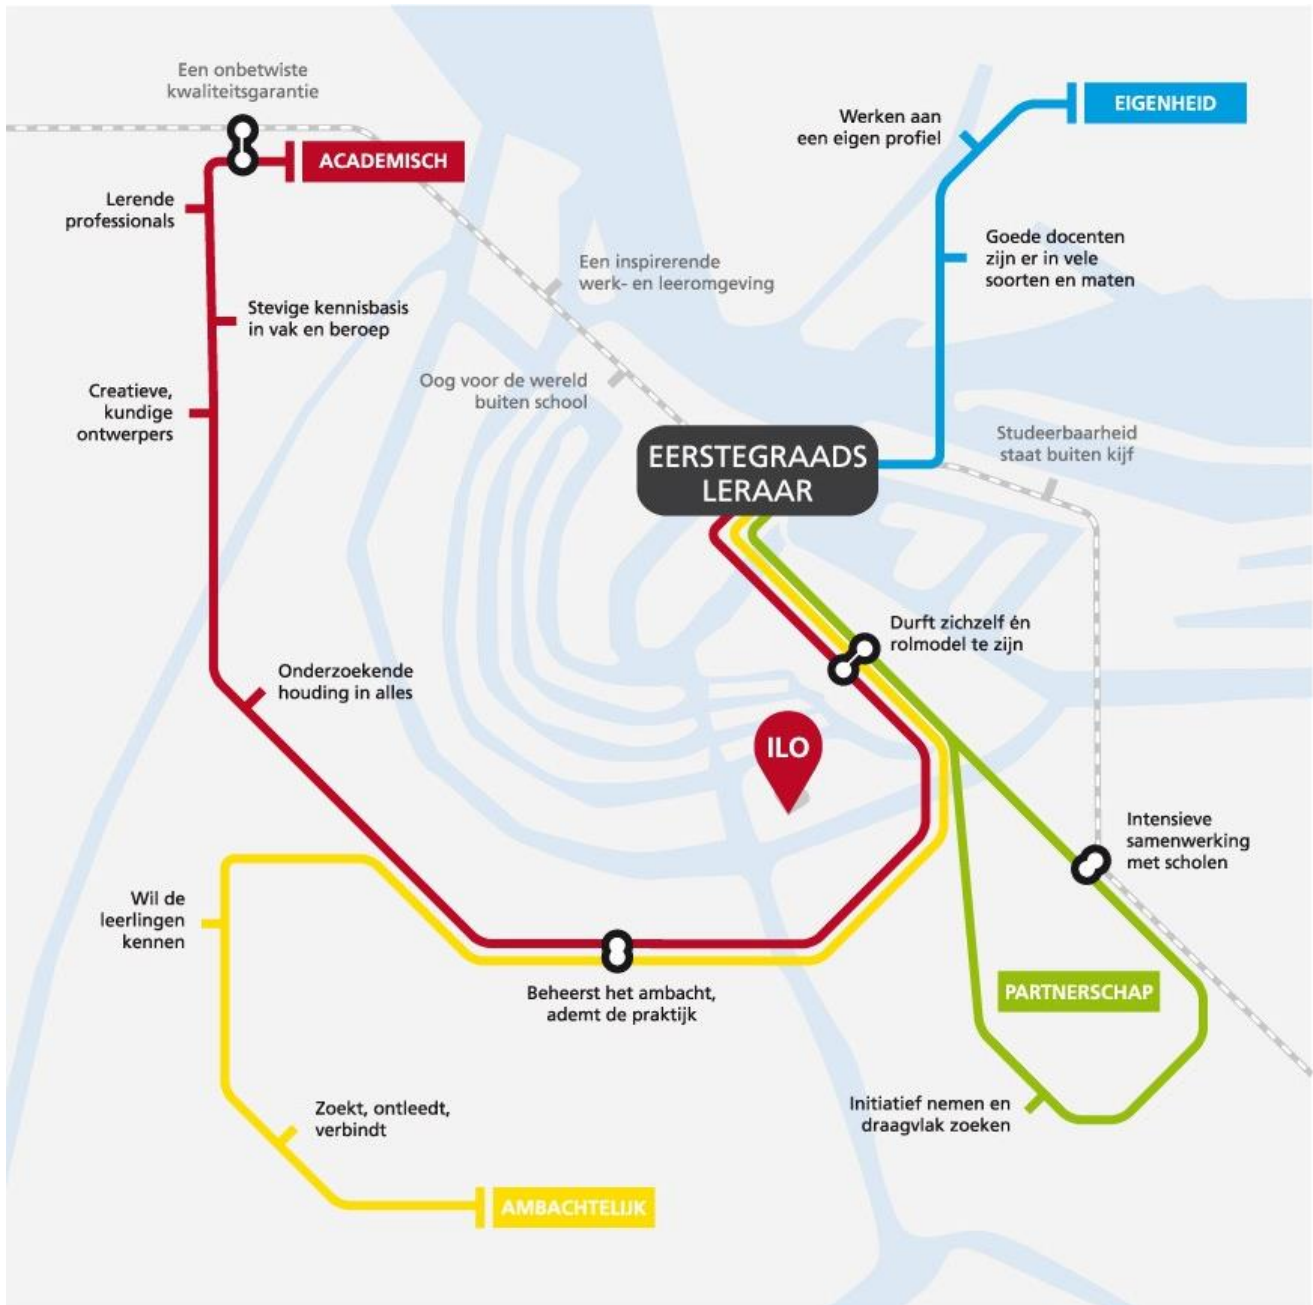 Een onbetwiste
kwaliteitsgarantie
ACADEMISCH
EIGENHEID
Werken aan
een eigen profiel
Lerende
professionals
Goede docenten
zijn er in vele
soorten en maten
Een inspirerende
werk- en leeromgeving
Stevige kennisbasis
in vak en beroep
Oog voor de wereld
buiten school
Creatieve,
kundige
ontwerpers
EERSTEGRAADS
LERAAR
Studeerbaarheid
staat buiten kijf
Durft zichzelf én
rolmodel te zijn
Onderzoekende
houding in alles
ILO
Intensieve
samenwerking
met scholen
Wil de
leerlingen
kennen
Beheerst het ambacht,
ademt de praktijk
PARTNERSCHAP
Zoekt, ontleedt,
verbindt
Initiatief nemen en
draagvlak zoeken
AMBACHTELIJK